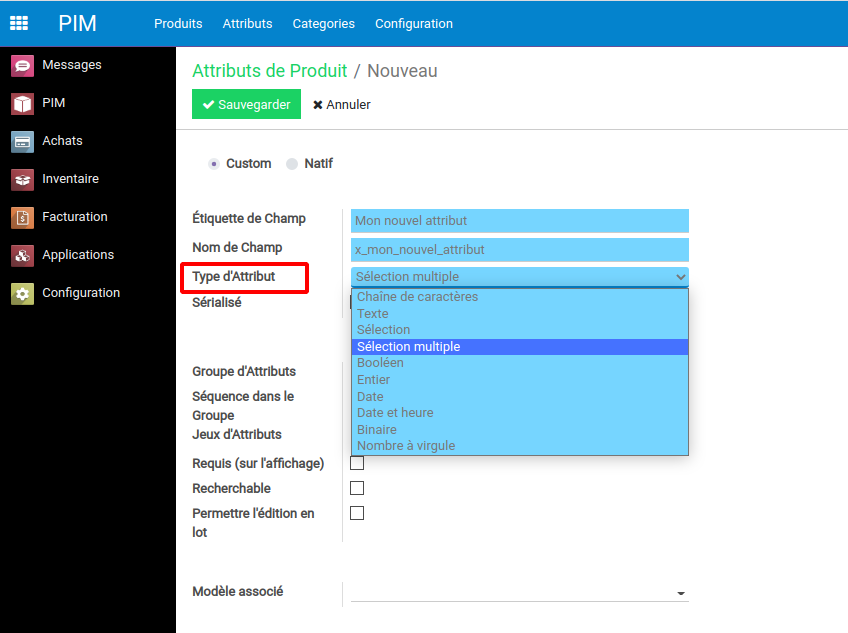 PIM
Produits Attributs Categories Configuration
Messages
PIM
Achats
Inventaire
Facturation
Applications
Configuration
Attributs de Produit / Nouveau
Sauvegarder Annuler
Custom Natif
Étiquette de Champ Mon nouvel attribut
Nom de Champ x_mon_nouvel_attribut
Type d'Attribut Sélection multiple
Sérialisé
Chaîne de caractères
Texte
Sélection
Sélection multiple
Booléen
Entier
Date
Date et heure
Binaire
Nombre à virgule
Groupe d'Attributs
Séquence dans le
Groupe
Jeux d'Attributs
Requis (sur l'affichage)
Recherchable
Permettre l'édition en
lot
Modèle associé